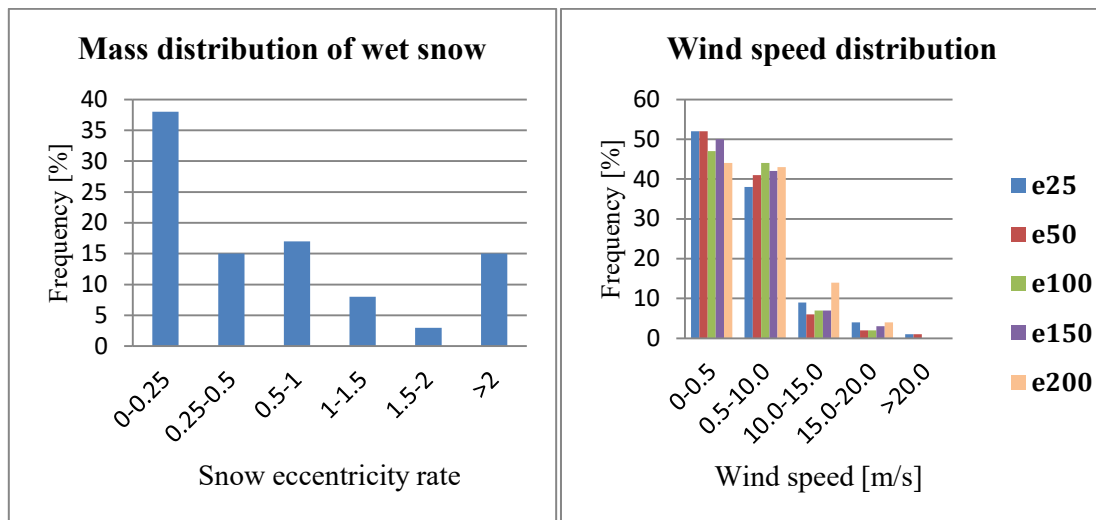 Mass distribution of wet snow
Frequency [%]
40
35
30
25
20
15
10
5
0
0-0.25
0.25-0.5
0.5-1
1-1.5
1.5-2
>2
Snow eccentricity rate
Wind speed distribution
Frequency [%]
60
50
40
30
20
10
0
0-0.5
0.5-10.0
10.0-15.0
15.0-20.0
>20.0
Wind speed [m/s]
e25
e50
e100
e150
e200